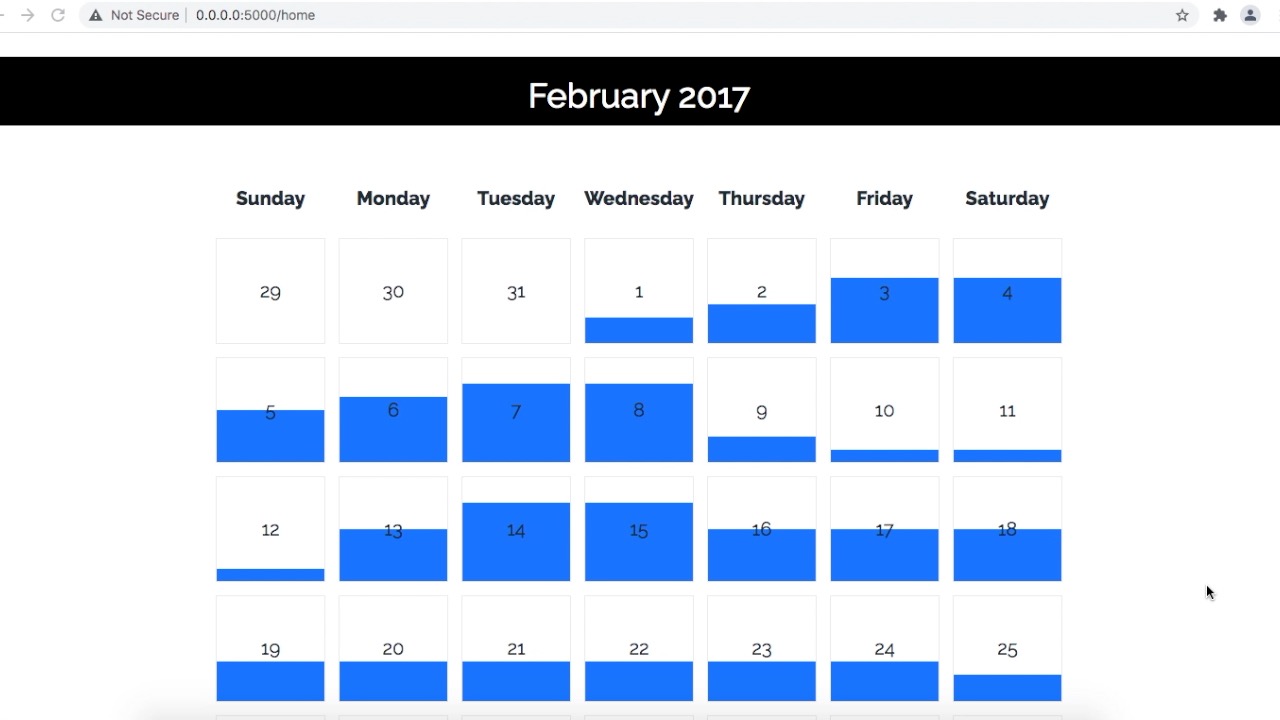 Not Secure | 0.0.0.0:5000/home
February 2017
Sunday Monday Tuesday Wednesday Thursday Friday Saturday
29 30 31 1 2 3 4
5 6 7 8 9 10 11
12 13 14 15 16 17 18
19 20 21 22 23 24 25